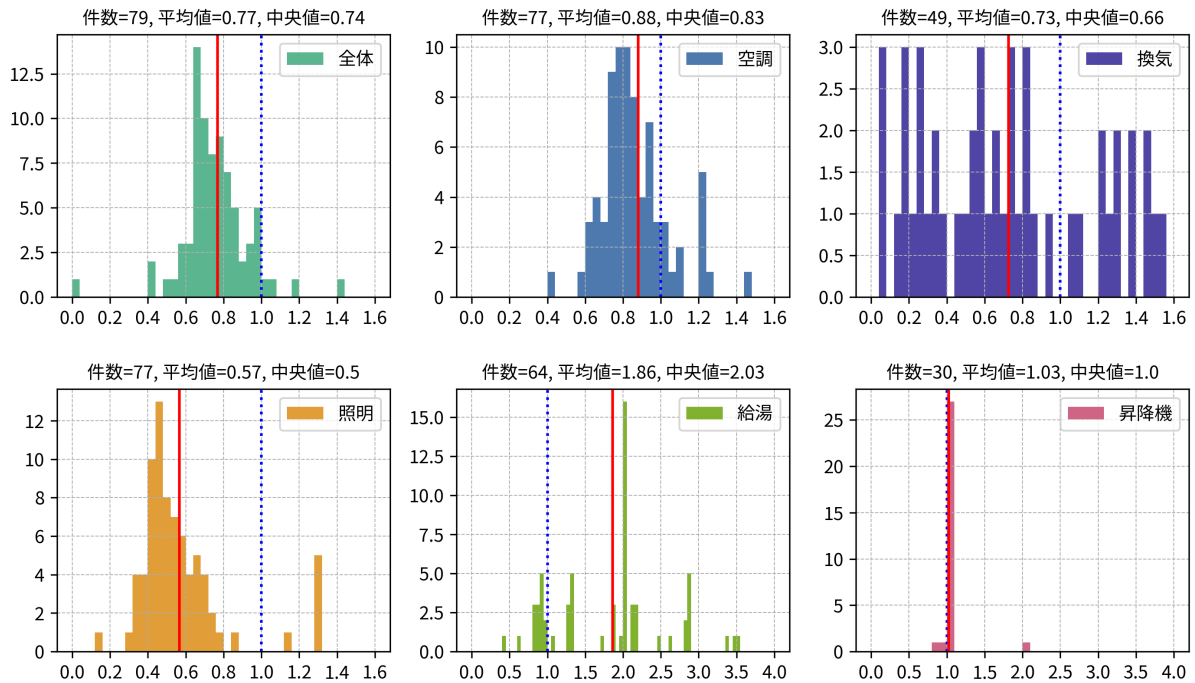 件数=79, 平均値=0.77, 中央値=0.74
全体
12.5
10.0
7.5
5.0
2.5
0.0
0.0 0.2 0.4 0.6 0.8 1.0 1.2 1.4 1.6
件数=77, 平均値=0.88, 中央値=0.83
空調
10
8
6
4
2
0
0.0 0.2 0.4 0.6 0.8 1.0 1.2 1.4 1.6
件数=49, 平均値=0.73, 中央値=0.66
換気
3.0
2.5
2.0
1.5
1.0
0.5
0.0
0.0 0.2 0.4 0.6 0.8 1.0 1.2 1.4 1.6
件数=77, 平均値=0.57, 中央値=0.5
照明
12
10
8
6
4
2
0
0.0 0.2 0.4 0.6 0.8 1.0 1.2 1.4 1.6
件数=64, 平均値=1.86, 中央値=2.03
給湯
15.0
12.5
10.0
7.5
5.0
2.5
0.0
0.0 0.5 1.0 1.5 2.0 2.5 3.0 3.5 4.0
件数=30, 平均値=1.03, 中央値=1.0
昇降機
25
20
15
10
5
0
0.0 0.5 1.0 1.5 2.0 2.5 3.0 3.5 4.0